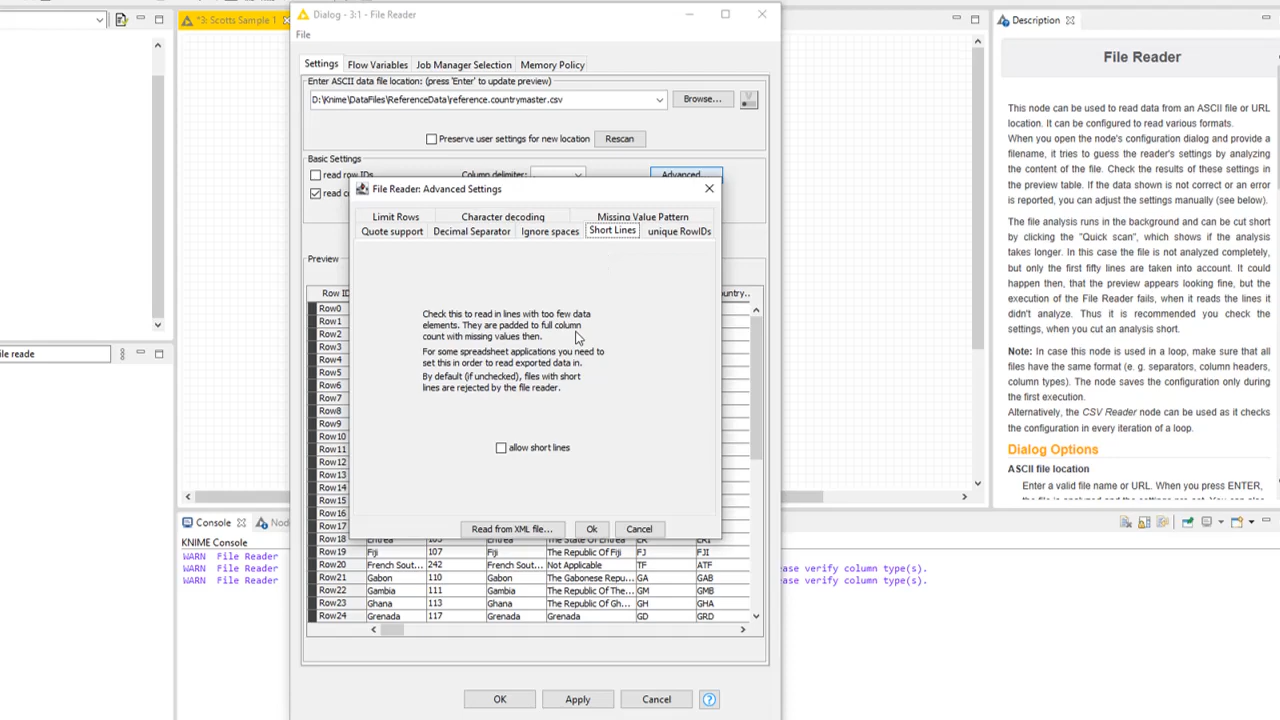 *3: Scotts Sample 1
Dialog - 3:1 - File Reader
File
Settings Flow Variables Job Manager Selection Memory Policy
Enter ASCII data file location: (press 'Enter' to update preview)
D:\Knime\DataFiles\ReferenceData\reference.countrymaster.csv
Browse...
V
Preserve user settings for new location
Rescan
Basic Settings
read row IDs
Column delimiter:
Advanced
read c
File Reader: Advanced Settings
Limit Rows Character decoding Missing Value Pattern
Quote support Decimal Separator Ignore spaces Short Lines unique RowIDs
Check this to read in lines with too few data
elements. They are padded to full column
count with missing values then.
For some spreadsheet applications you need to
set this in order to read exported data in.
By default (if unchecked), files with short
lines are rejected by the file reader.
allow short lines
Read from XML file... Ok Cancel
Preview
Row ID
Row0
Row1
Row2
Row3
Row4
Row5
Row6
Row7
Row8
Row9
Row10
Row11
Row12
Row13
Row14
Row15
Row16
Row17
Row18 Eritrea The State Of Eritrea ER ERI
Row19 Fiji 107 Fiji The Republic Of Fiji FJ FJI
Row20 French Sout... 242 French Sout... Not Applicable TF ATF
Row21 Gabon 110 Gabon The Gabonese Repu... GA GAB
Row22 Gambia 111 Gambia The Republic Of The... GM GMB
Row23 Ghana 113 Ghana The Republic Of Gh... GH GHA
Row24 Grenada 117 Grenada Grenada GD GRD
OK Apply Cancel ?
file reade
Console
KNIME Console
WARN File Reader
WARN File Reader ase verify column type(s).
WARN File Reader ase verify column type(s).
Description
File Reader
This node can be used to read data from an ASCII file or URL
location. It can be configured to read various formats.
When you open the node's configuration dialog and provide a
filename, it tries to guess the reader's settings by analyzing
the content of the file. Check the results of these settings in
the preview table. If the data shown is not correct or an error
is reported, you can adjust the settings manually (see below).
The file analysis runs in the background and can be cut short
by clicking the "Quick scan", which shows if the analysis
takes longer. In this case the file is not analyzed completely,
but only the first fifty lines are taken into account. It could
happen then, that the preview appears looking fine, but the
execution of the File Reader fails, when it reads the lines it
didn't analyze. Thus it is recommended you check the
settings, when you cut an analysis short.
Note: In case this node is used in a loop, make sure that all
files have the same format (e. g. separators, column headers,
column types). The node saves the configuration only during
the first execution.
Alternatively, the CSV Reader node can be used as it checks
the configuration in every iteration of a loop.
Dialog Options
ASCII file location
Enter a valid file name or URL. When you press ENTER,